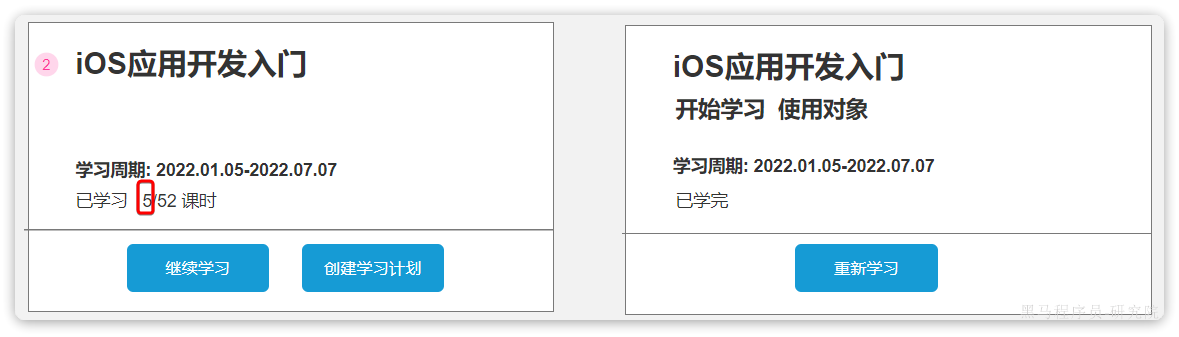 2
iOS应用开发入门
学习周期: 2022.01.05-2022.07.07
已学习 5/52 课时
继续学习
创建学习计划
iOS应用开发入门
开始学习 使用对象
学习周期: 2022.01.05-2022.07.07
已学完
重新学习
黑马程序员-研究院